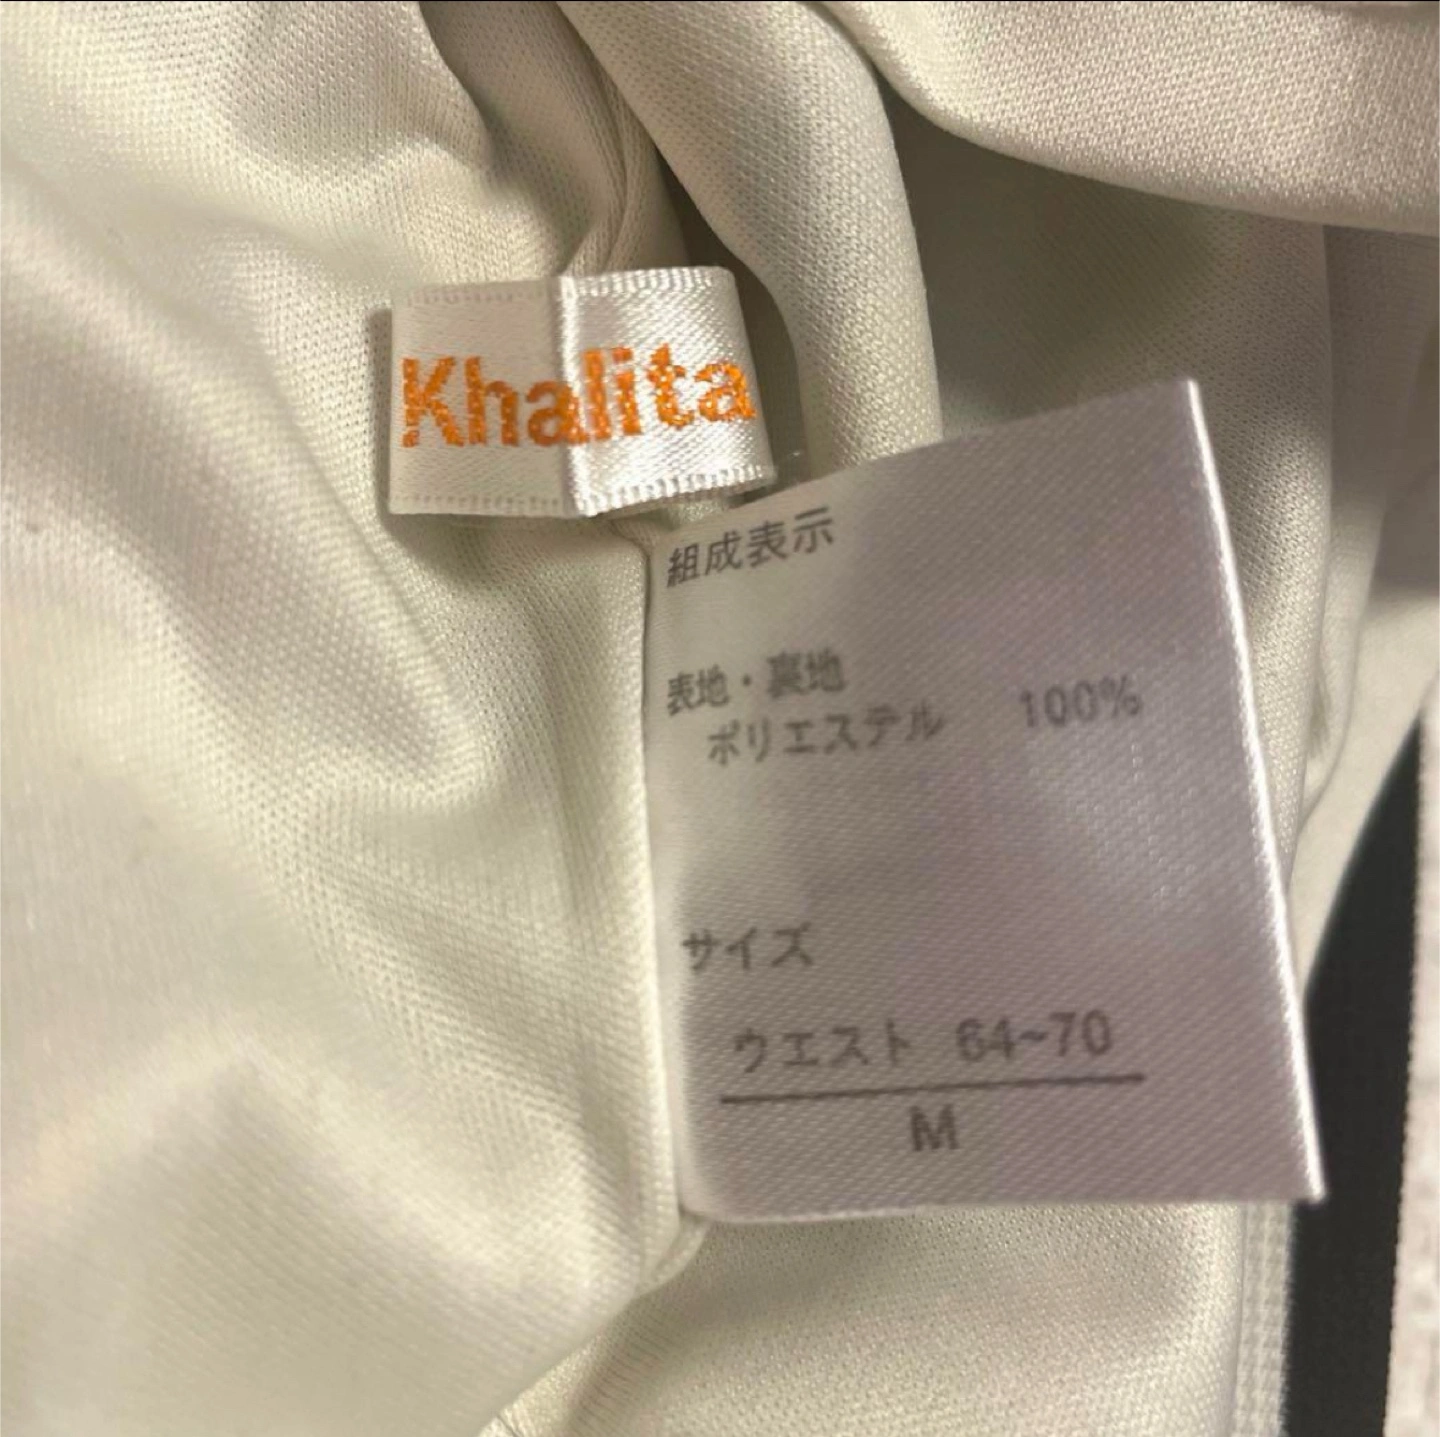 Khalita
組成表示
表地・裏地
ポリエステル 100%
サイズ
ウエスト 64~70
M